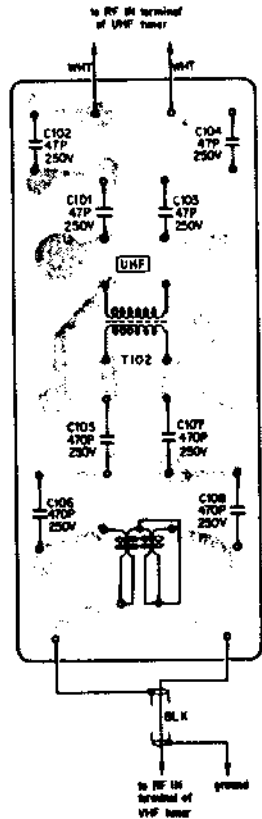 to RF IN terminal
of UHF tuner
WHT
WHT
C102
47P
250V
C104
47P
250V
C101
47P
250V
C103
47P
250V
UHF
T102
C105
470P
250V
C107
470P
250V
C106
470P
250V
C108
470P
250V
BLK
to RF IN
terminal of
VHF tuner
ground